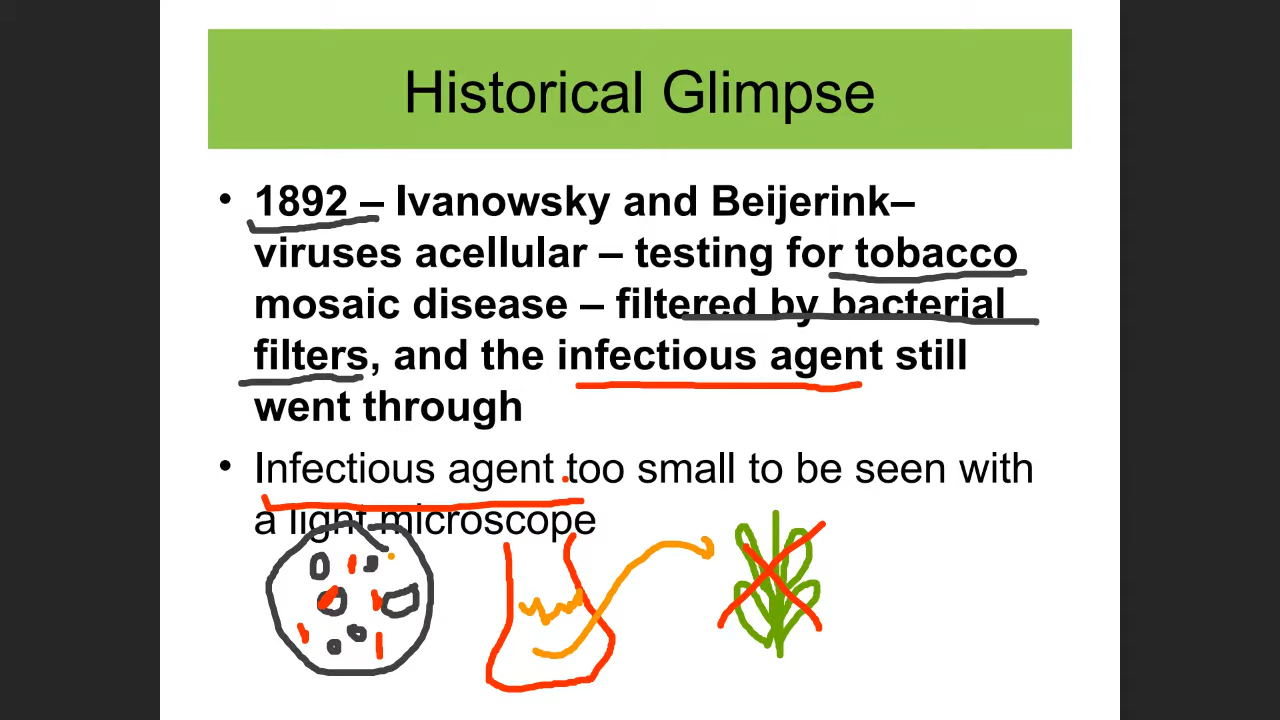 Historical Glimpse
• 1892 – Ivanowsky and Beijerink–
viruses acellular – testing for tobacco
mosaic disease – filtered by bacterial
filters, and the infectious agent still
went through
• Infectious agent too small to be seen with
a light microscope